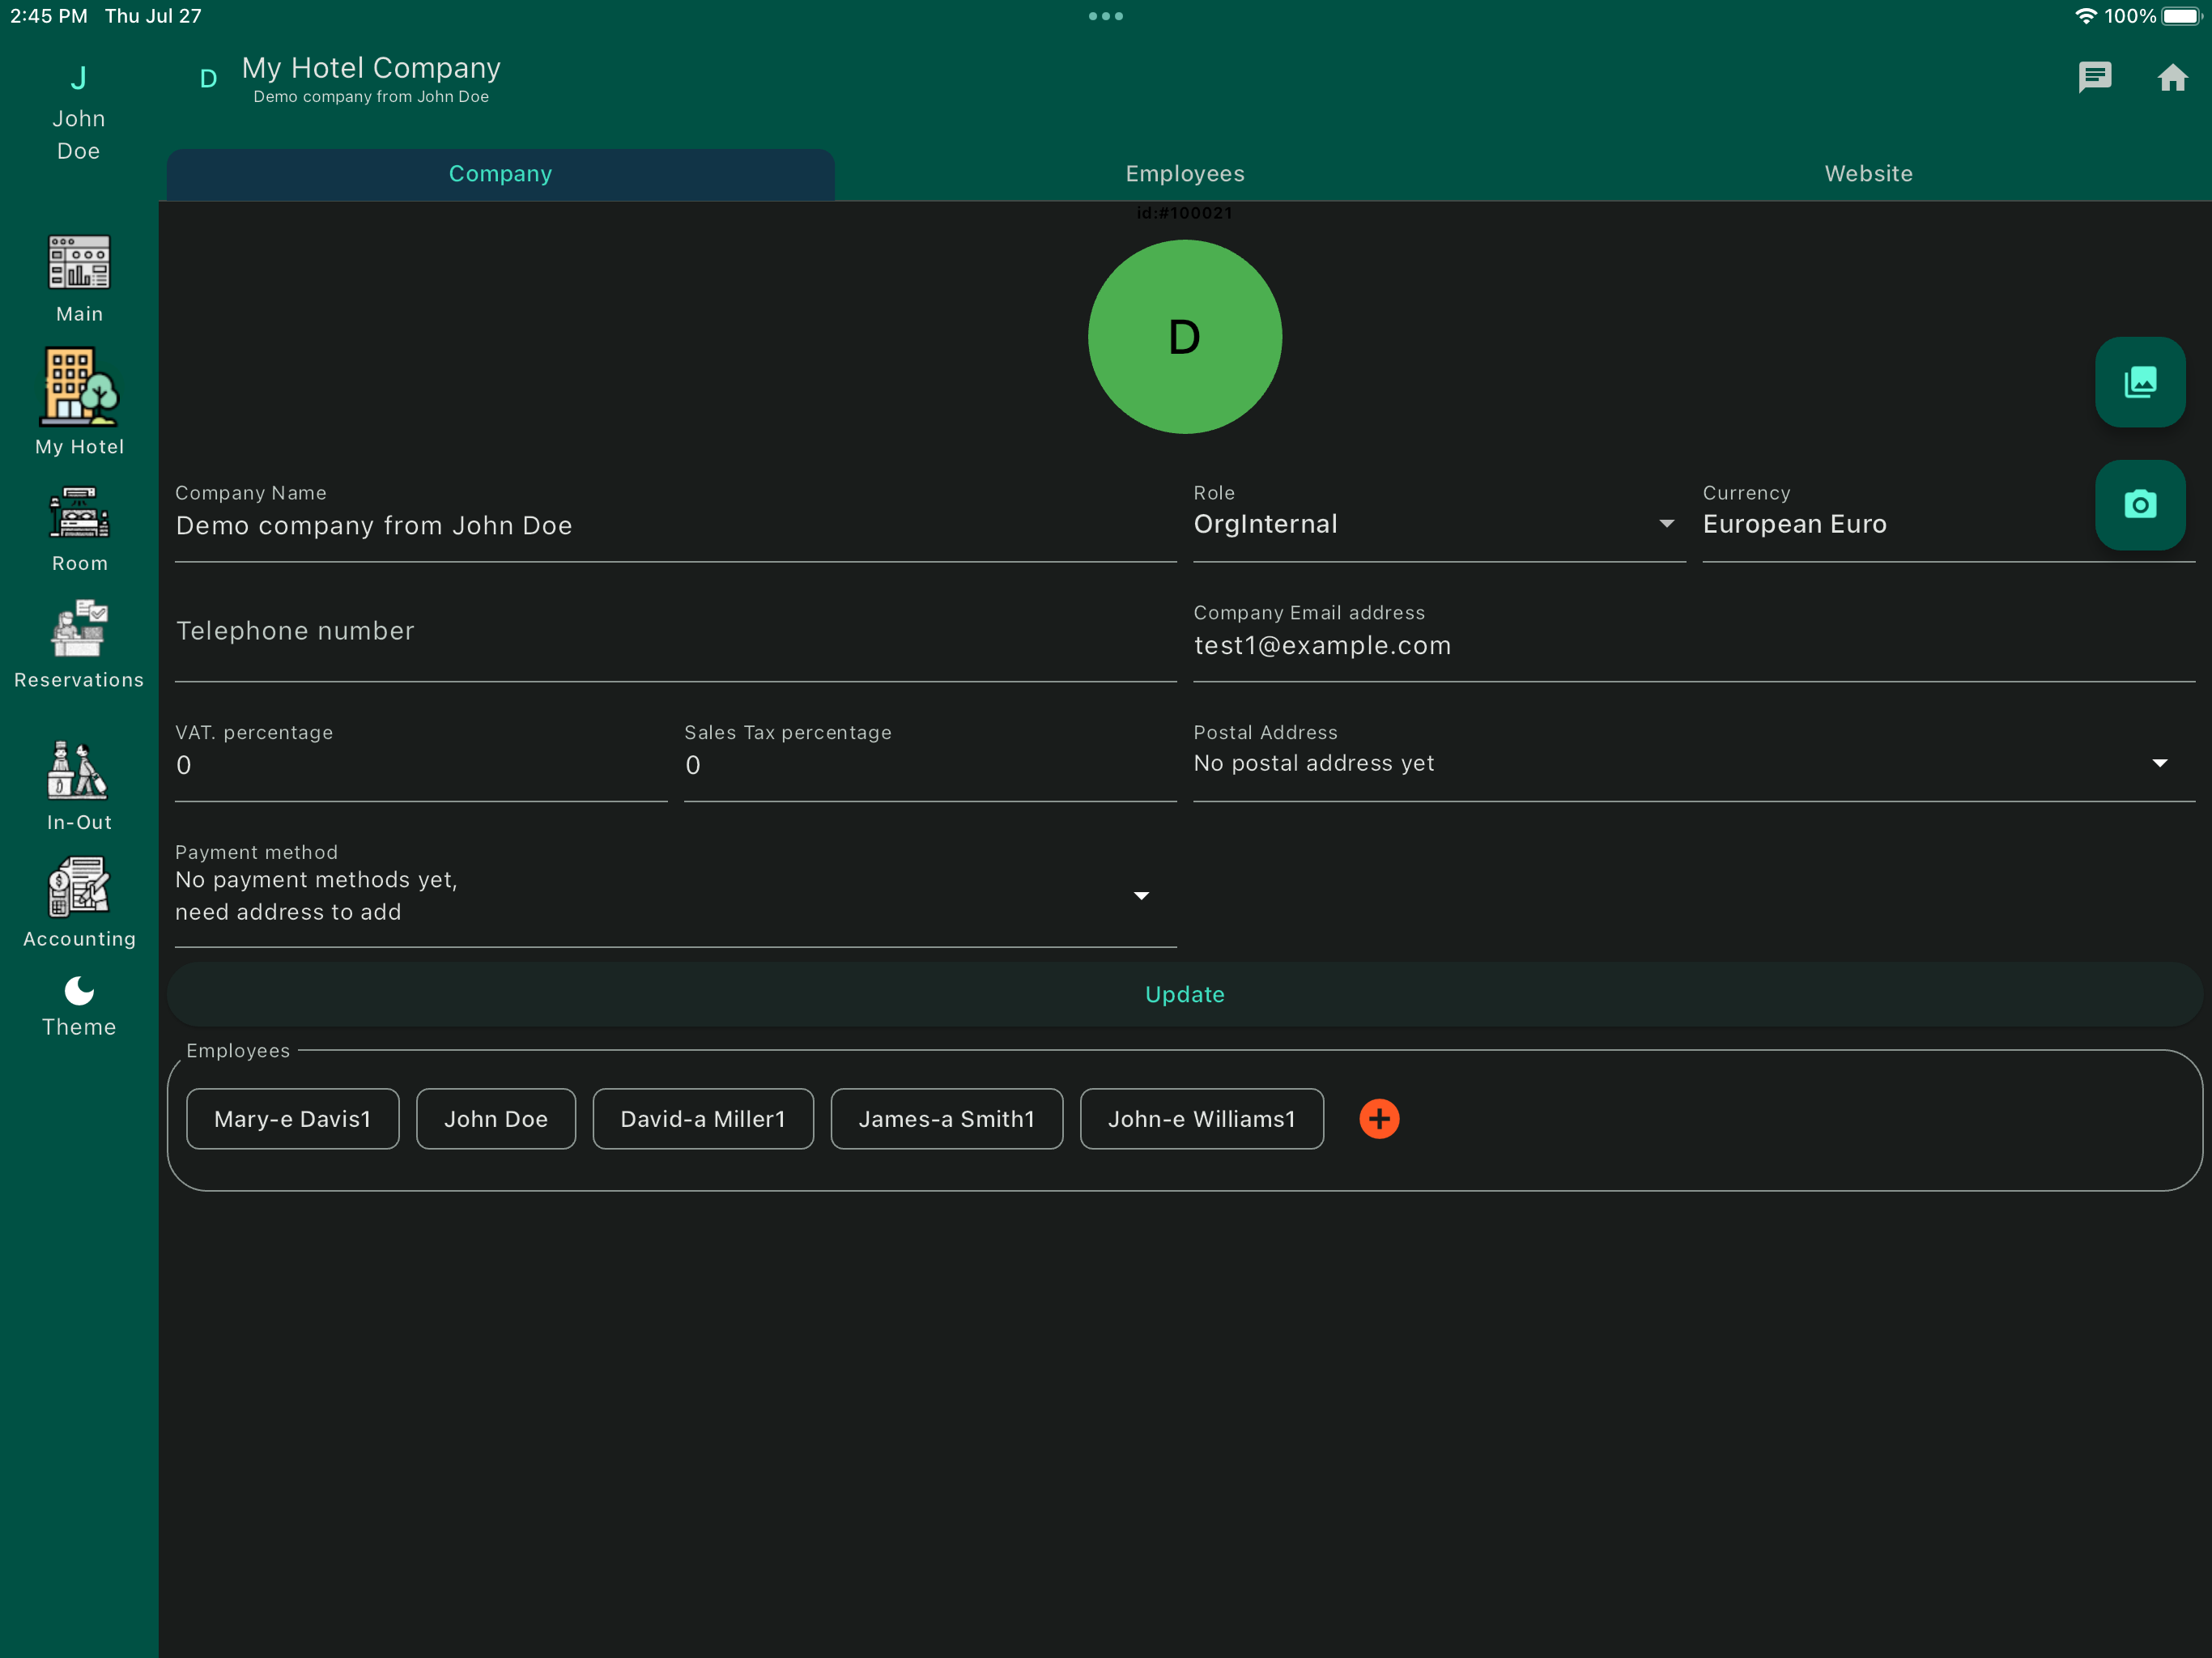 2:45 PM Thu Jul 27
100%
J
John
Doe
D
My Hotel Company
Demo company from John Doe
Company
Employees
Website
Main
My Hotel
Room
Reservations
In-Out
Accounting
Theme
id:#100021
D
Company Name
Demo company from John Doe
Role
OrgInternal
Currency
European Euro
Telephone number
Company Email address
test1@example.com
VAT. percentage
0
Sales Tax percentage
0
Postal Address
No postal address yet
Payment method
No payment methods yet,
need address to add
Update
Employees
Mary-e Davis1
John Doe
David-a Miller1
James-a Smith1
John-e Williams1